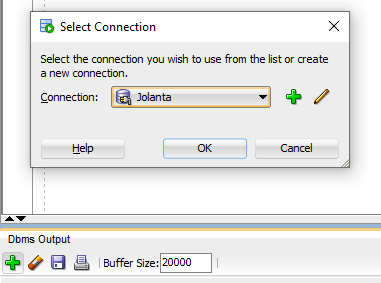 Select Connection
Select the connection you wish to use from the list or create
a new connection.
Connection: Jolanta
Help OK Cancel
Dbms Output
Buffer Size: 20000